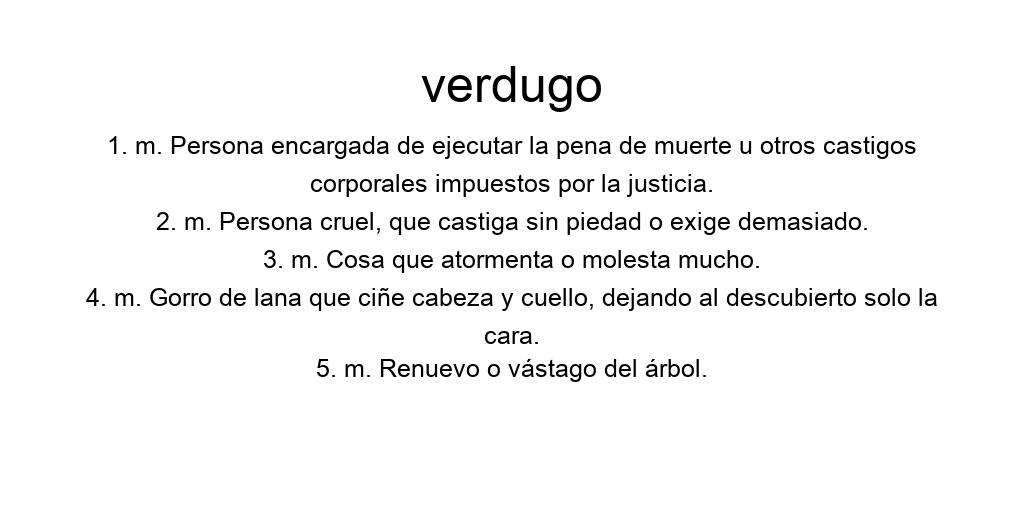 verdugo
1. m. Persona encargada de ejecutar la pena de muerte u otros castigos
corporales impuestos por la justicia.
2. m. Persona cruel, que castiga sin piedad o exige demasiado.
3. m. Cosa que atormenta o molesta mucho.
4. m. Gorro de lana que ciñe cabeza y cuello, dejando al descubierto solo la
cara.
5. m. Renuevo o vástago del árbol.